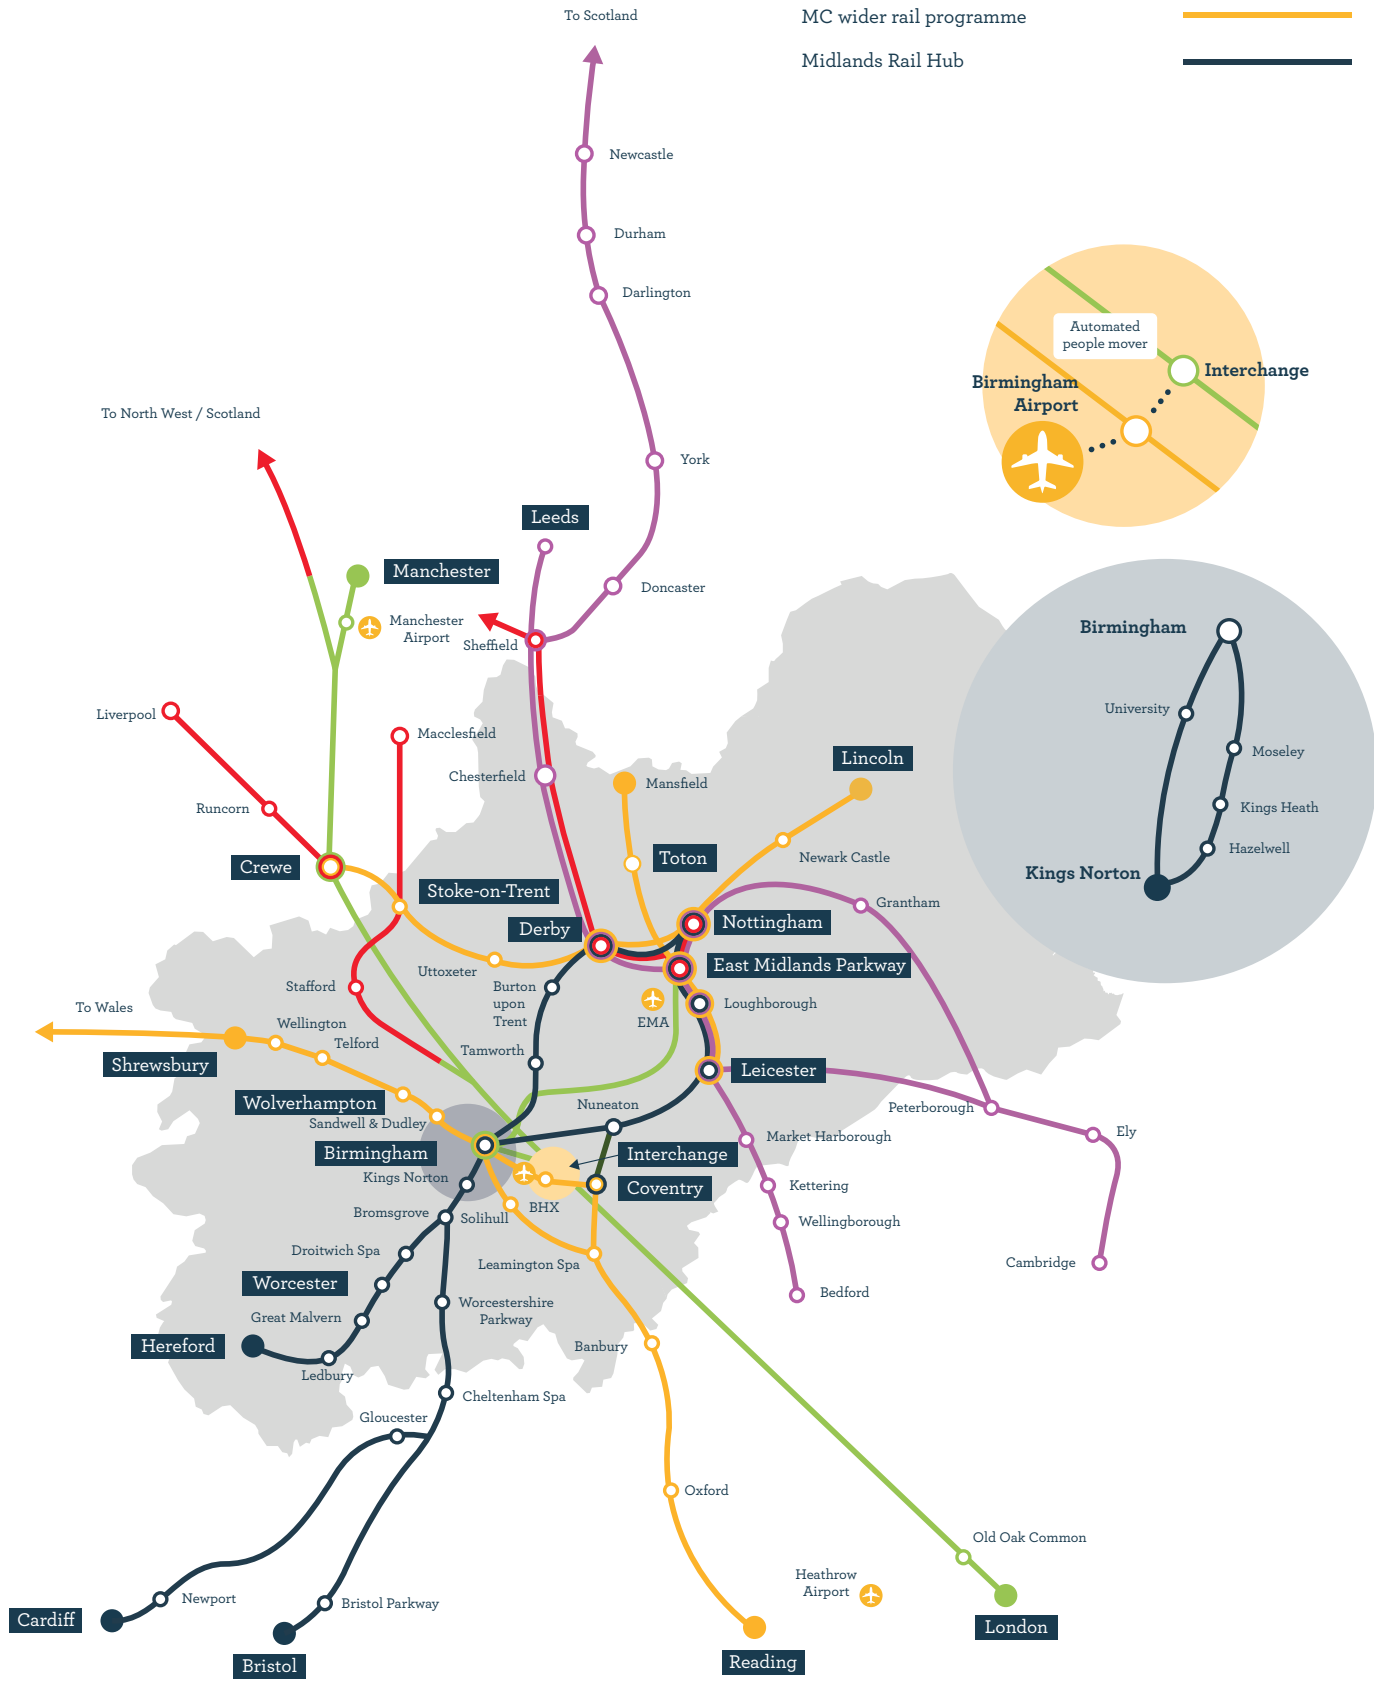 To Scotland
MC wider rail programme
Midlands Rail Hub
Newcastle
Durham
Darlington
Automated
people mover
Interchange
Birmingham
Airport
To North West / Scotland
York
Leeds
Manchester
Doncaster
Manchester
Airport
Sheffield
Birmingham
Liverpool
University
Macclesfield
Moseley
Lincoln
Chesterfield
Mansfield
Runcorn
Kings Heath
Hazelwell
Newark Castle
Toton
Crewe
Kings Norton
Stoke-on-Trent
Grantham
Nottingham
Derby
East Midlands Parkway
Uttoxeter
Stafford
Burton
upon
Trent
Loughborough
To Wales
EMA
Wellington
Telford
Tamworth
Shrewsbury
Leicester
Wolverhampton
Nuneaton
Peterborough
Sandwell & Dudley
Ely
Market Harborough
Birmingham
Interchange
Kings Norton
Coventry
Kettering
BHX
Bromsgrove
Solihull
Wellingborough
Droitwich Spa
Leamington Spa
Cambridge
Worcester
Bedford
Worcestershire
Parkway
Great Malvern
Hereford
Banbury
Ledbury
Cheltenham Spa
Gloucester
Oxford
Old Oak Common
Heathrow
Airport
Newport
Bristol Parkway
Cardiff
London
Bristol
Reading